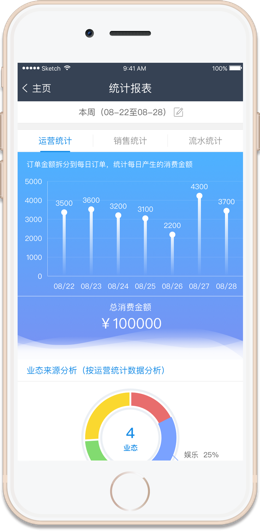 Sketch 9:41 AM 100%
主页 统计报表
本周（08-22至08-28）
运营统计 销售统计 流水统计
订单金额拆分到每日订单，统计每日产生的消费金额
5000
4000
3000
2000
1000
0
3500 3600 3200 3100 2200 4300 3700
08/22 08/23 08/24 08/25 08/26 08/27 08/28
总消费金额
¥100000
业态来源分析（按运营统计数据分析）
4
业态
娱乐 25%